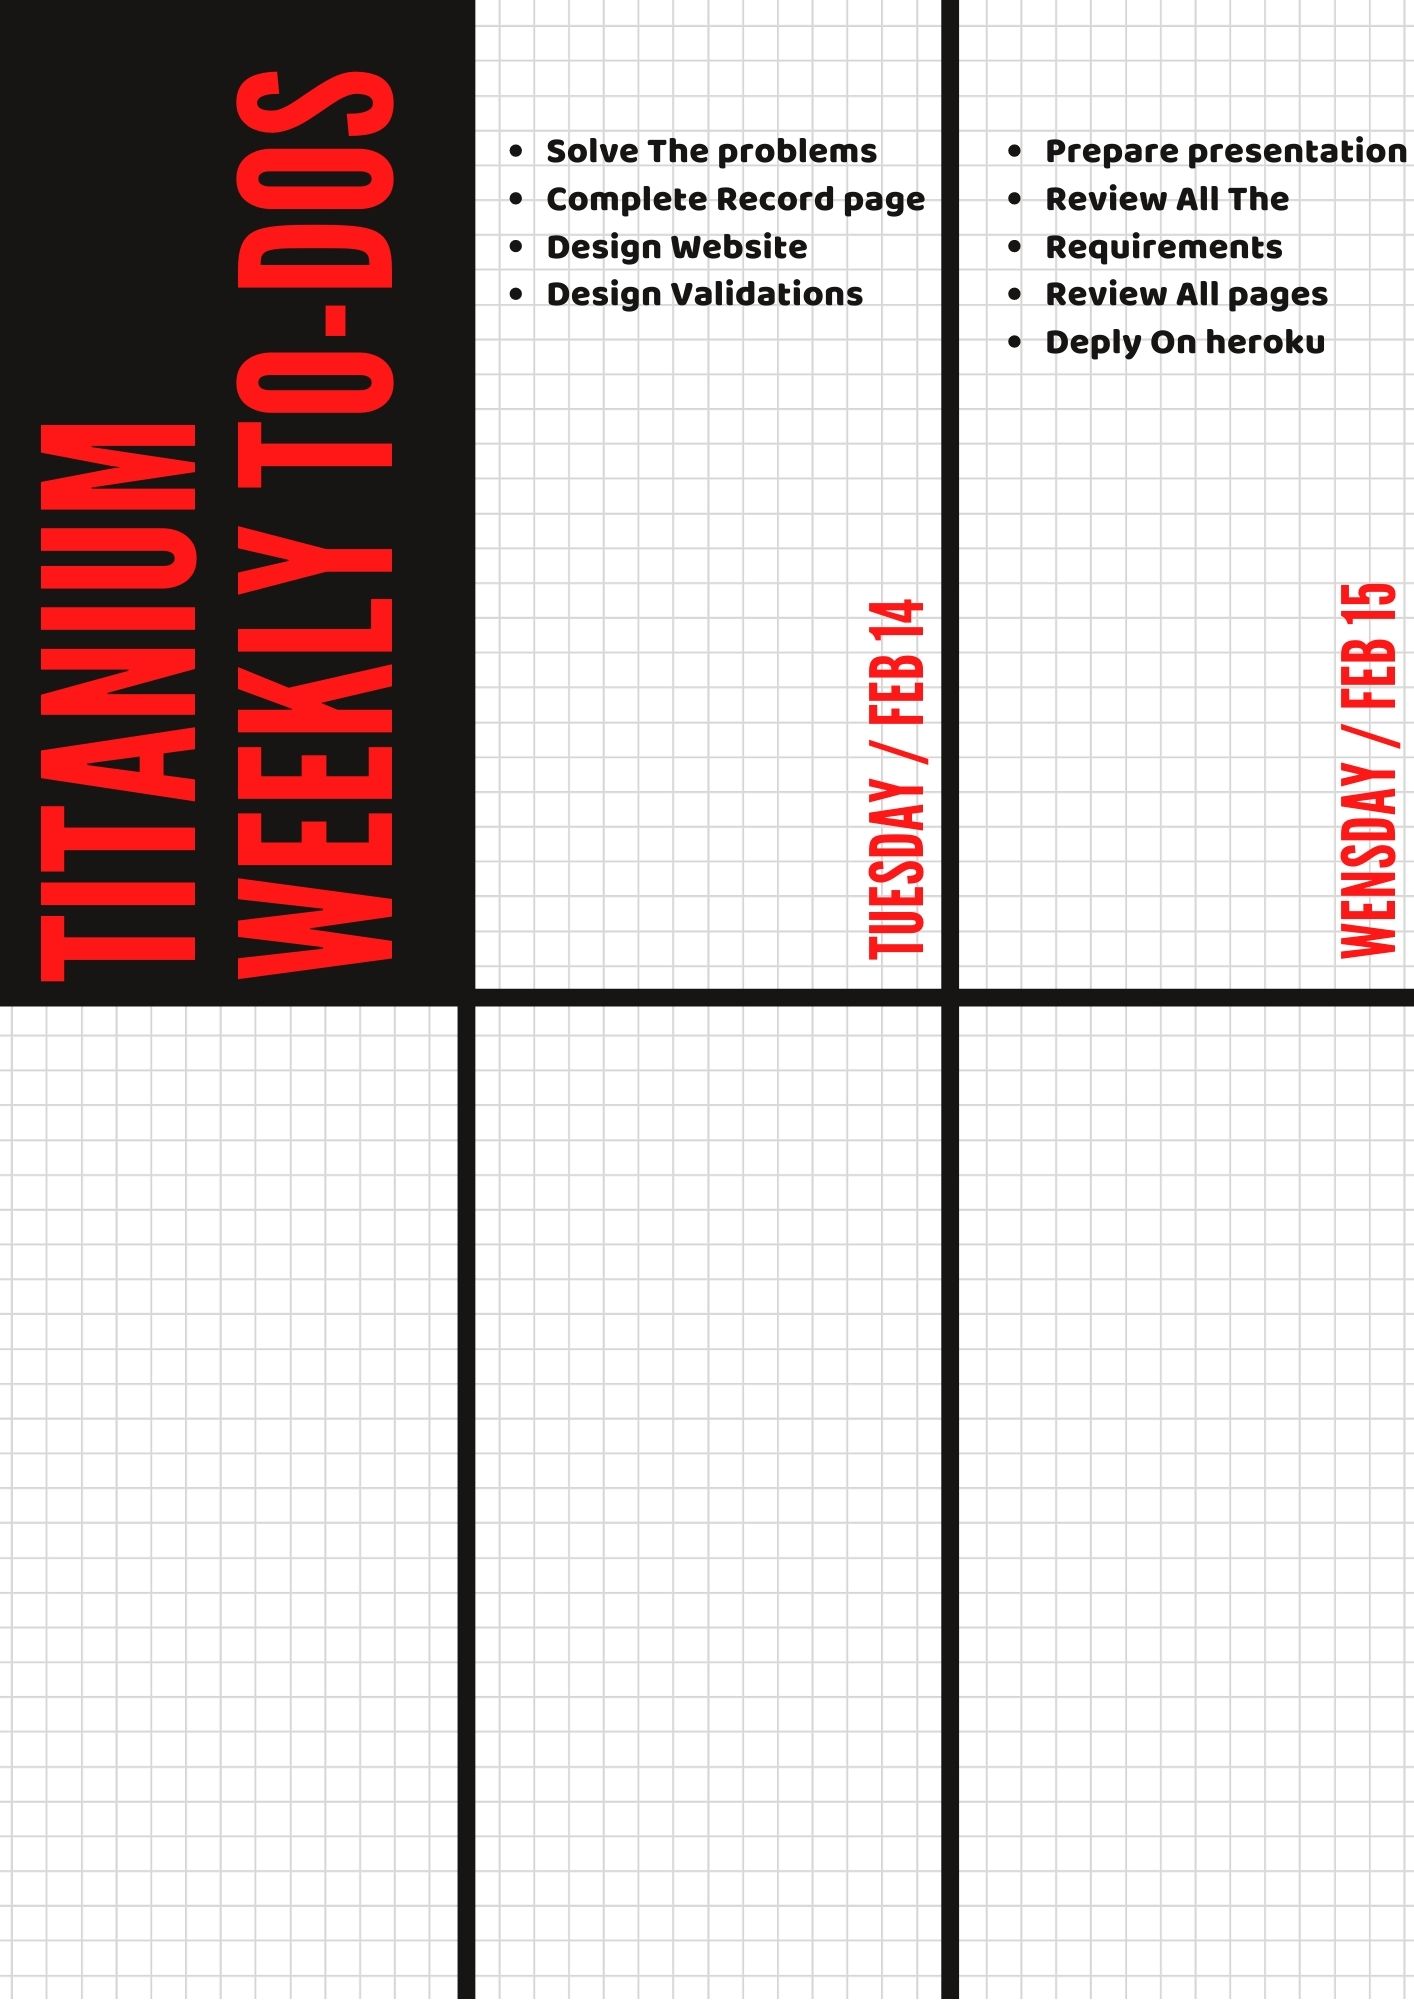 TITANIUM
WEEKLY TO-DOS
• Solve The problems
• Complete Record page
• Design Website
• Design Validations
TUESDAY / FEB 14
• Prepare presentation
• Review All The
• Requirements
• Review All pages
• Deply On heroku
WENSDAY / FEB 15